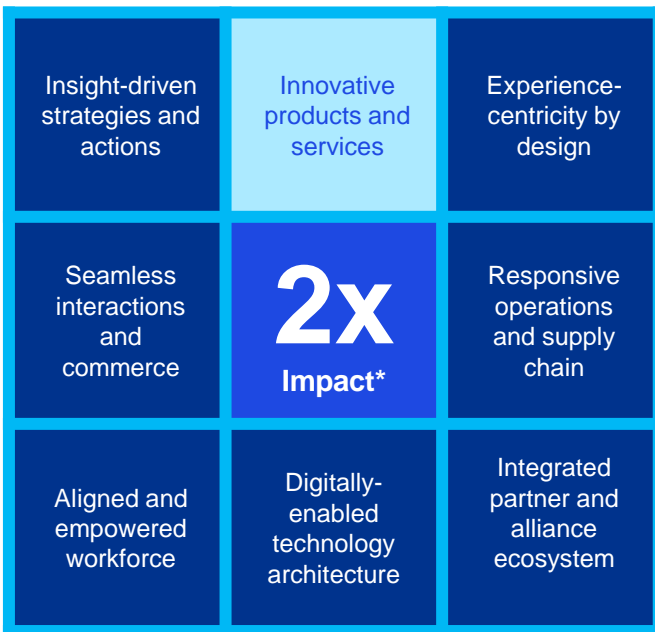 Insight-driven
strategies and
actions
Innovative
products and
services
Experience-
centricity by
design
Seamless
interactions
and
commerce
2x
Impact*
Responsive
operations
and supply
chain
Aligned and
empowered
workforce
Digitally-
enabled
technology
architecture
Integrated
partner and
alliance
ecosystem